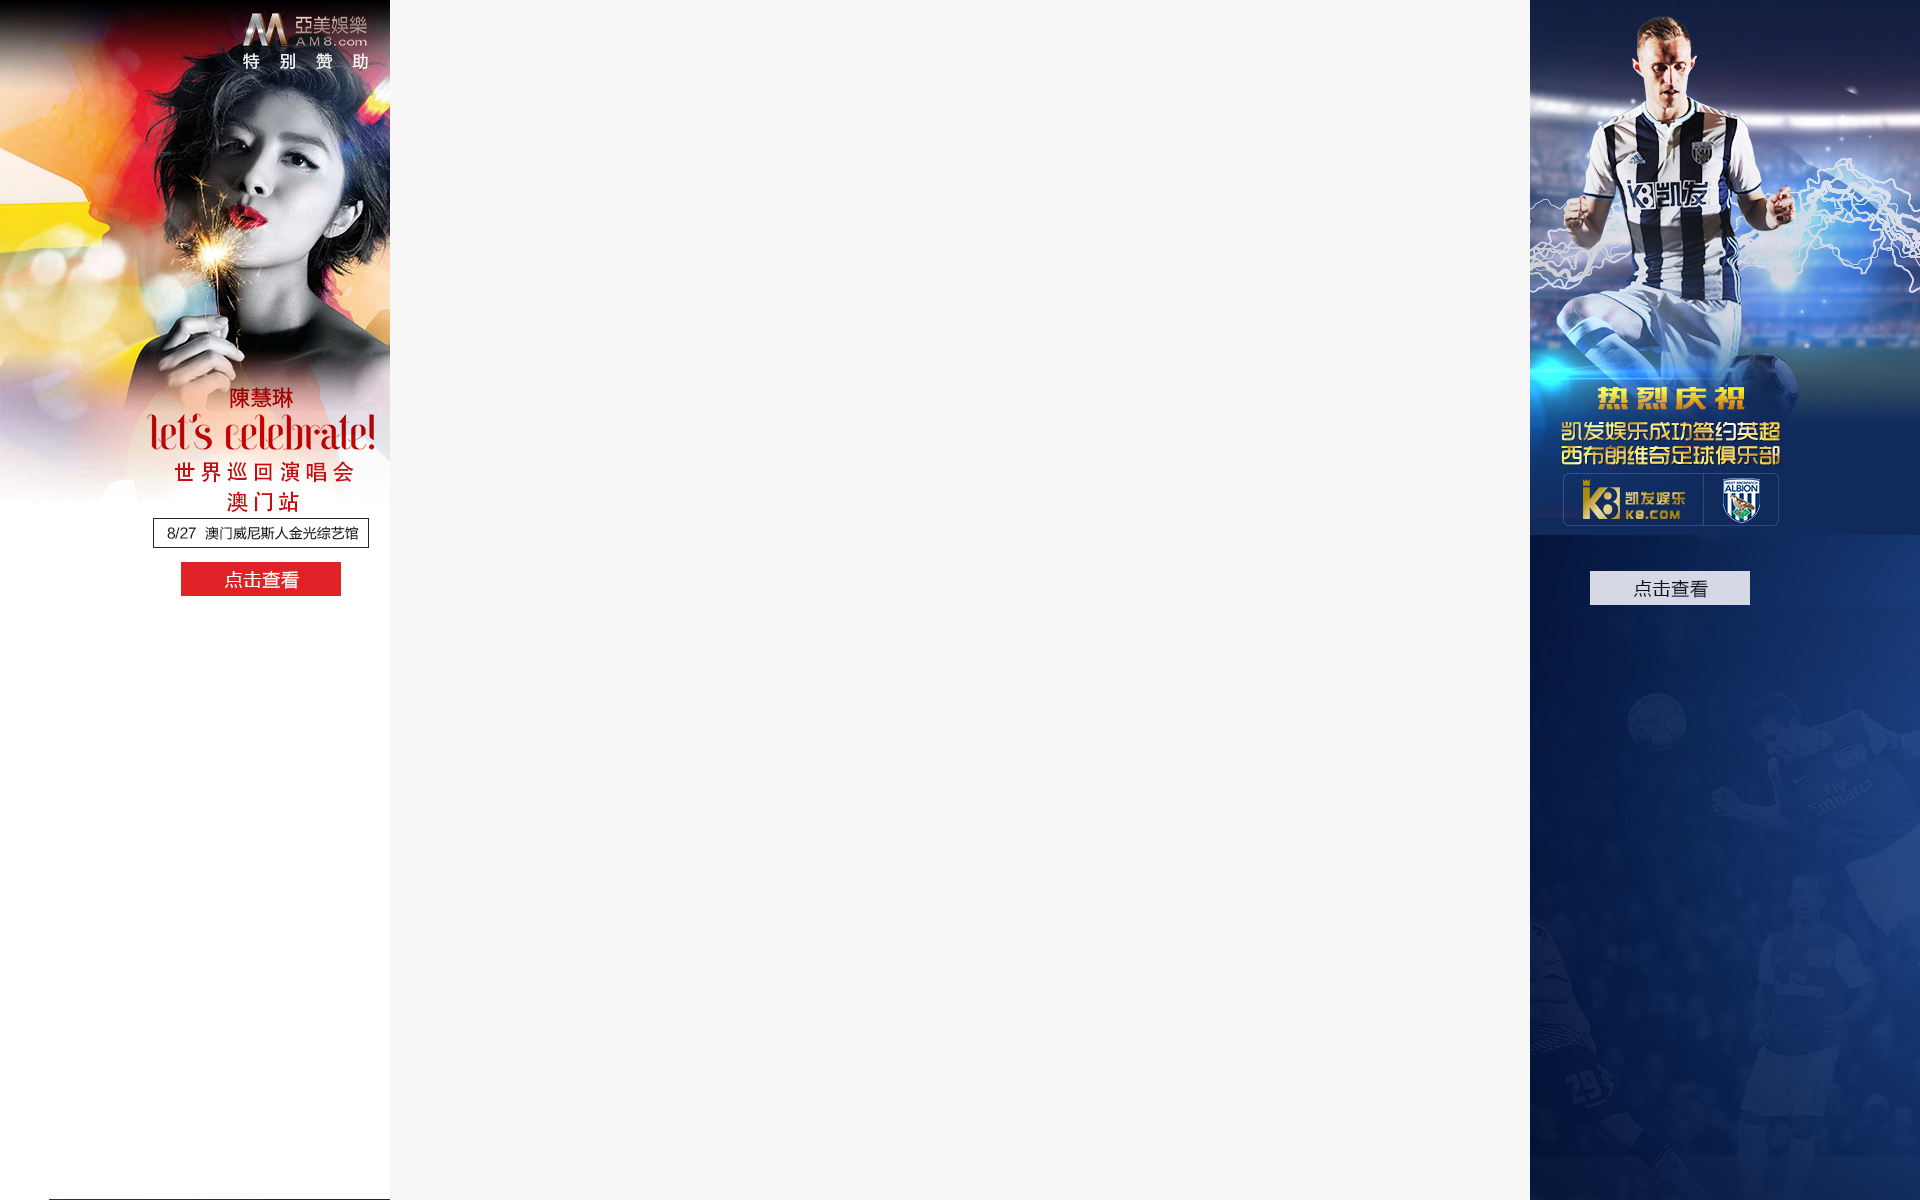 亞美娛樂
AM8.com
特别赞助
陳慧琳
let's celebrate!
世界巡回演唱会
澳门站
8/27 澳门威尼斯人金光综艺馆
点击查看
K8凯发
热烈庆祝
凯发娱乐成功签约英超
西布朗维奇足球俱乐部
K8 凯发娱乐
K8.COM
ALBION
点击查看
Fly
Emirates
29